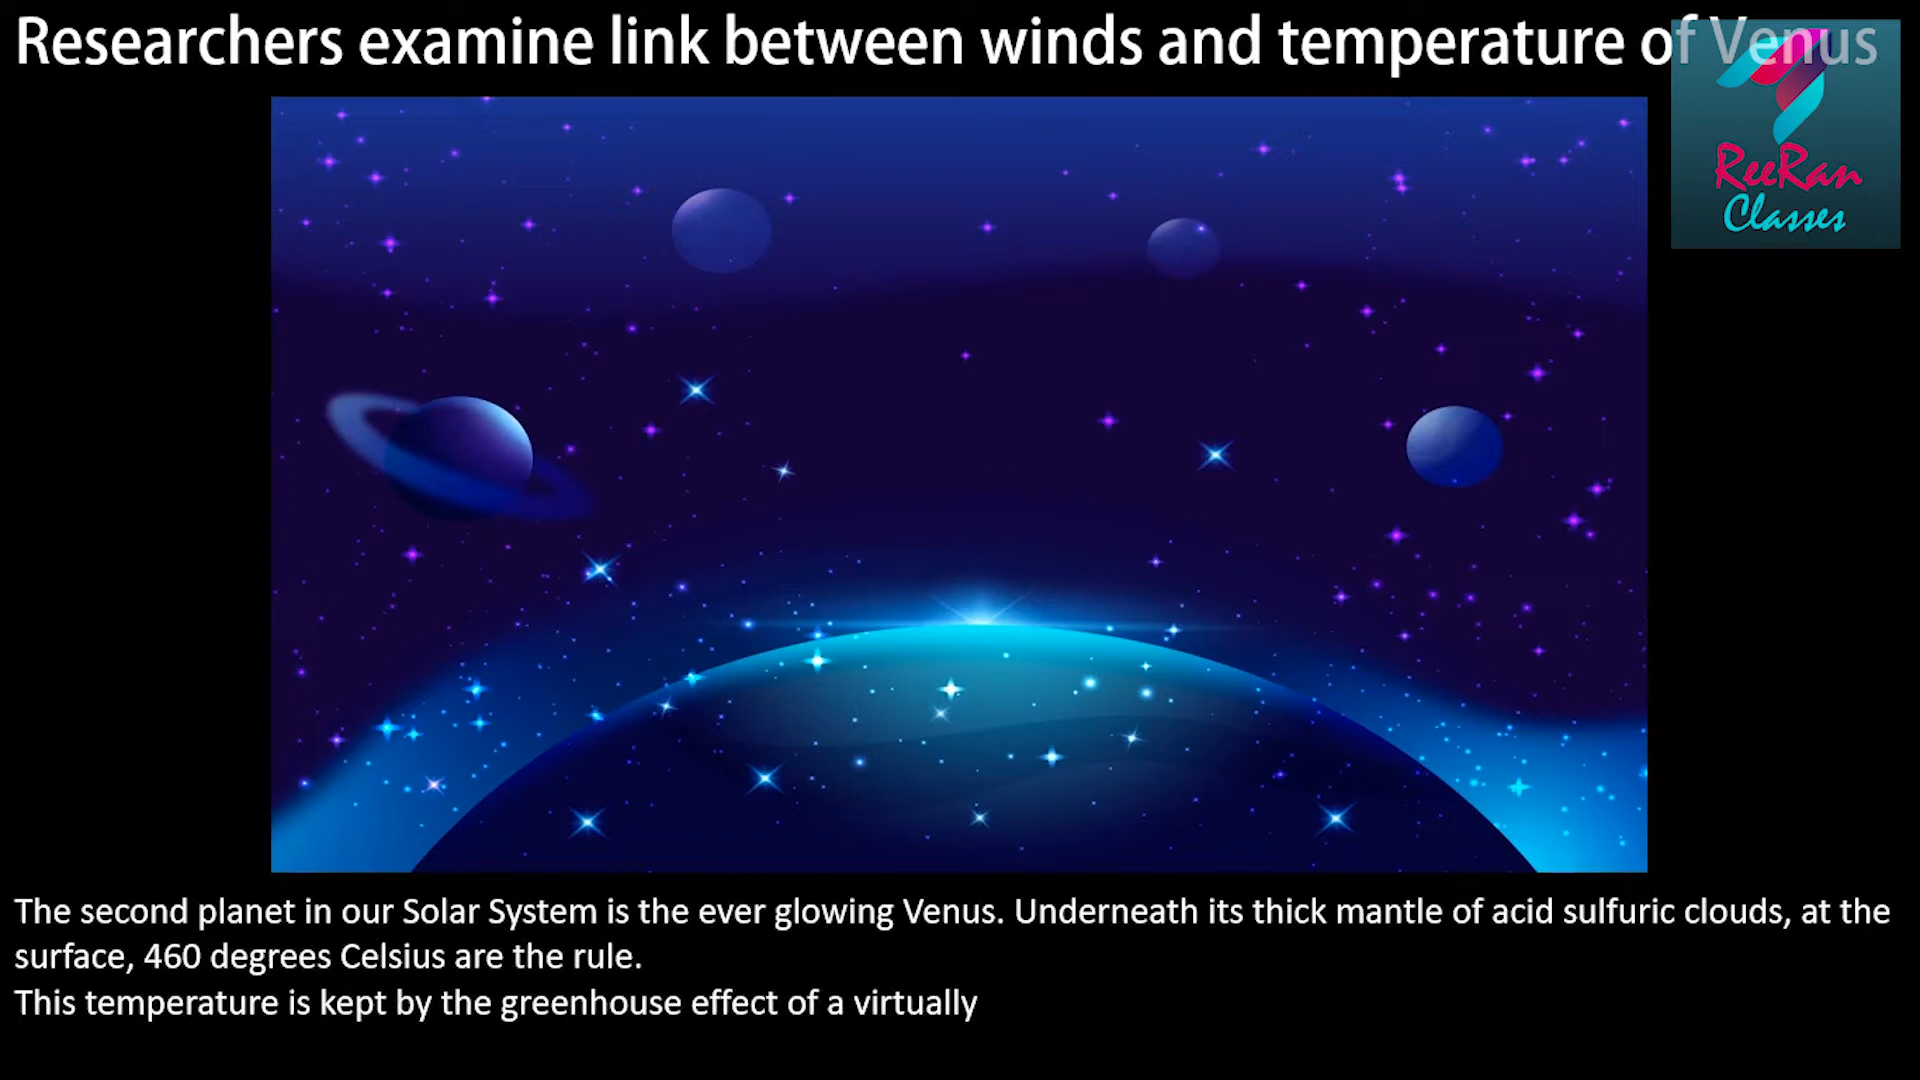 Researchers examine link between winds and temperature of Venus
ReeRan
Classes
The second planet in our Solar System is the ever glowing Venus. Underneath its thick mantle of acid sulfuric clouds, at the
surface, 460 degrees Celsius are the rule.
This temperature is kept by the greenhouse effect of a virtually